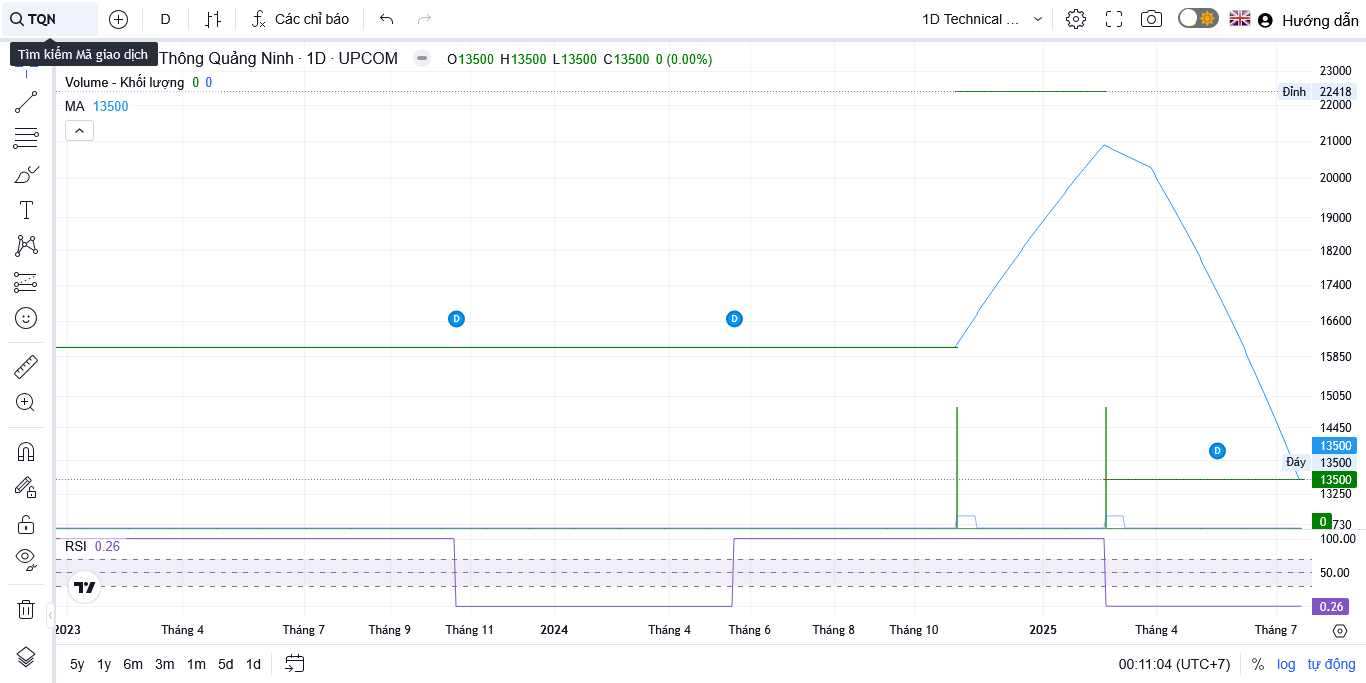 TQN
D
Các chỉ báo
1D Technical ...
Hướng dẫn
Tìm kiếm Mã giao dịch
Thông Quảng Ninh · 1D · UPCOM
O13500 H13500 L13500 C13500 0 (0.00%)
Volume - Khối lượng 0 0
MA 13500
23000
Đỉnh 22418
22000
21000
20000
19000
18200
17400
16600
15850
15050
14450
13500
Đáy 13500
13500
13250
0
730
D
D
D
RSI 0.26
100.00
50.00
0.26
2023 Tháng 4 Tháng 7 Tháng 9 Tháng 11 2024 Tháng 4 Tháng 6 Tháng 8 Tháng 10 2025 Tháng 4 Tháng 7
5y 1y 6m 3m 1m 5d 1d
00:11:04 (UTC+7) % log tự động